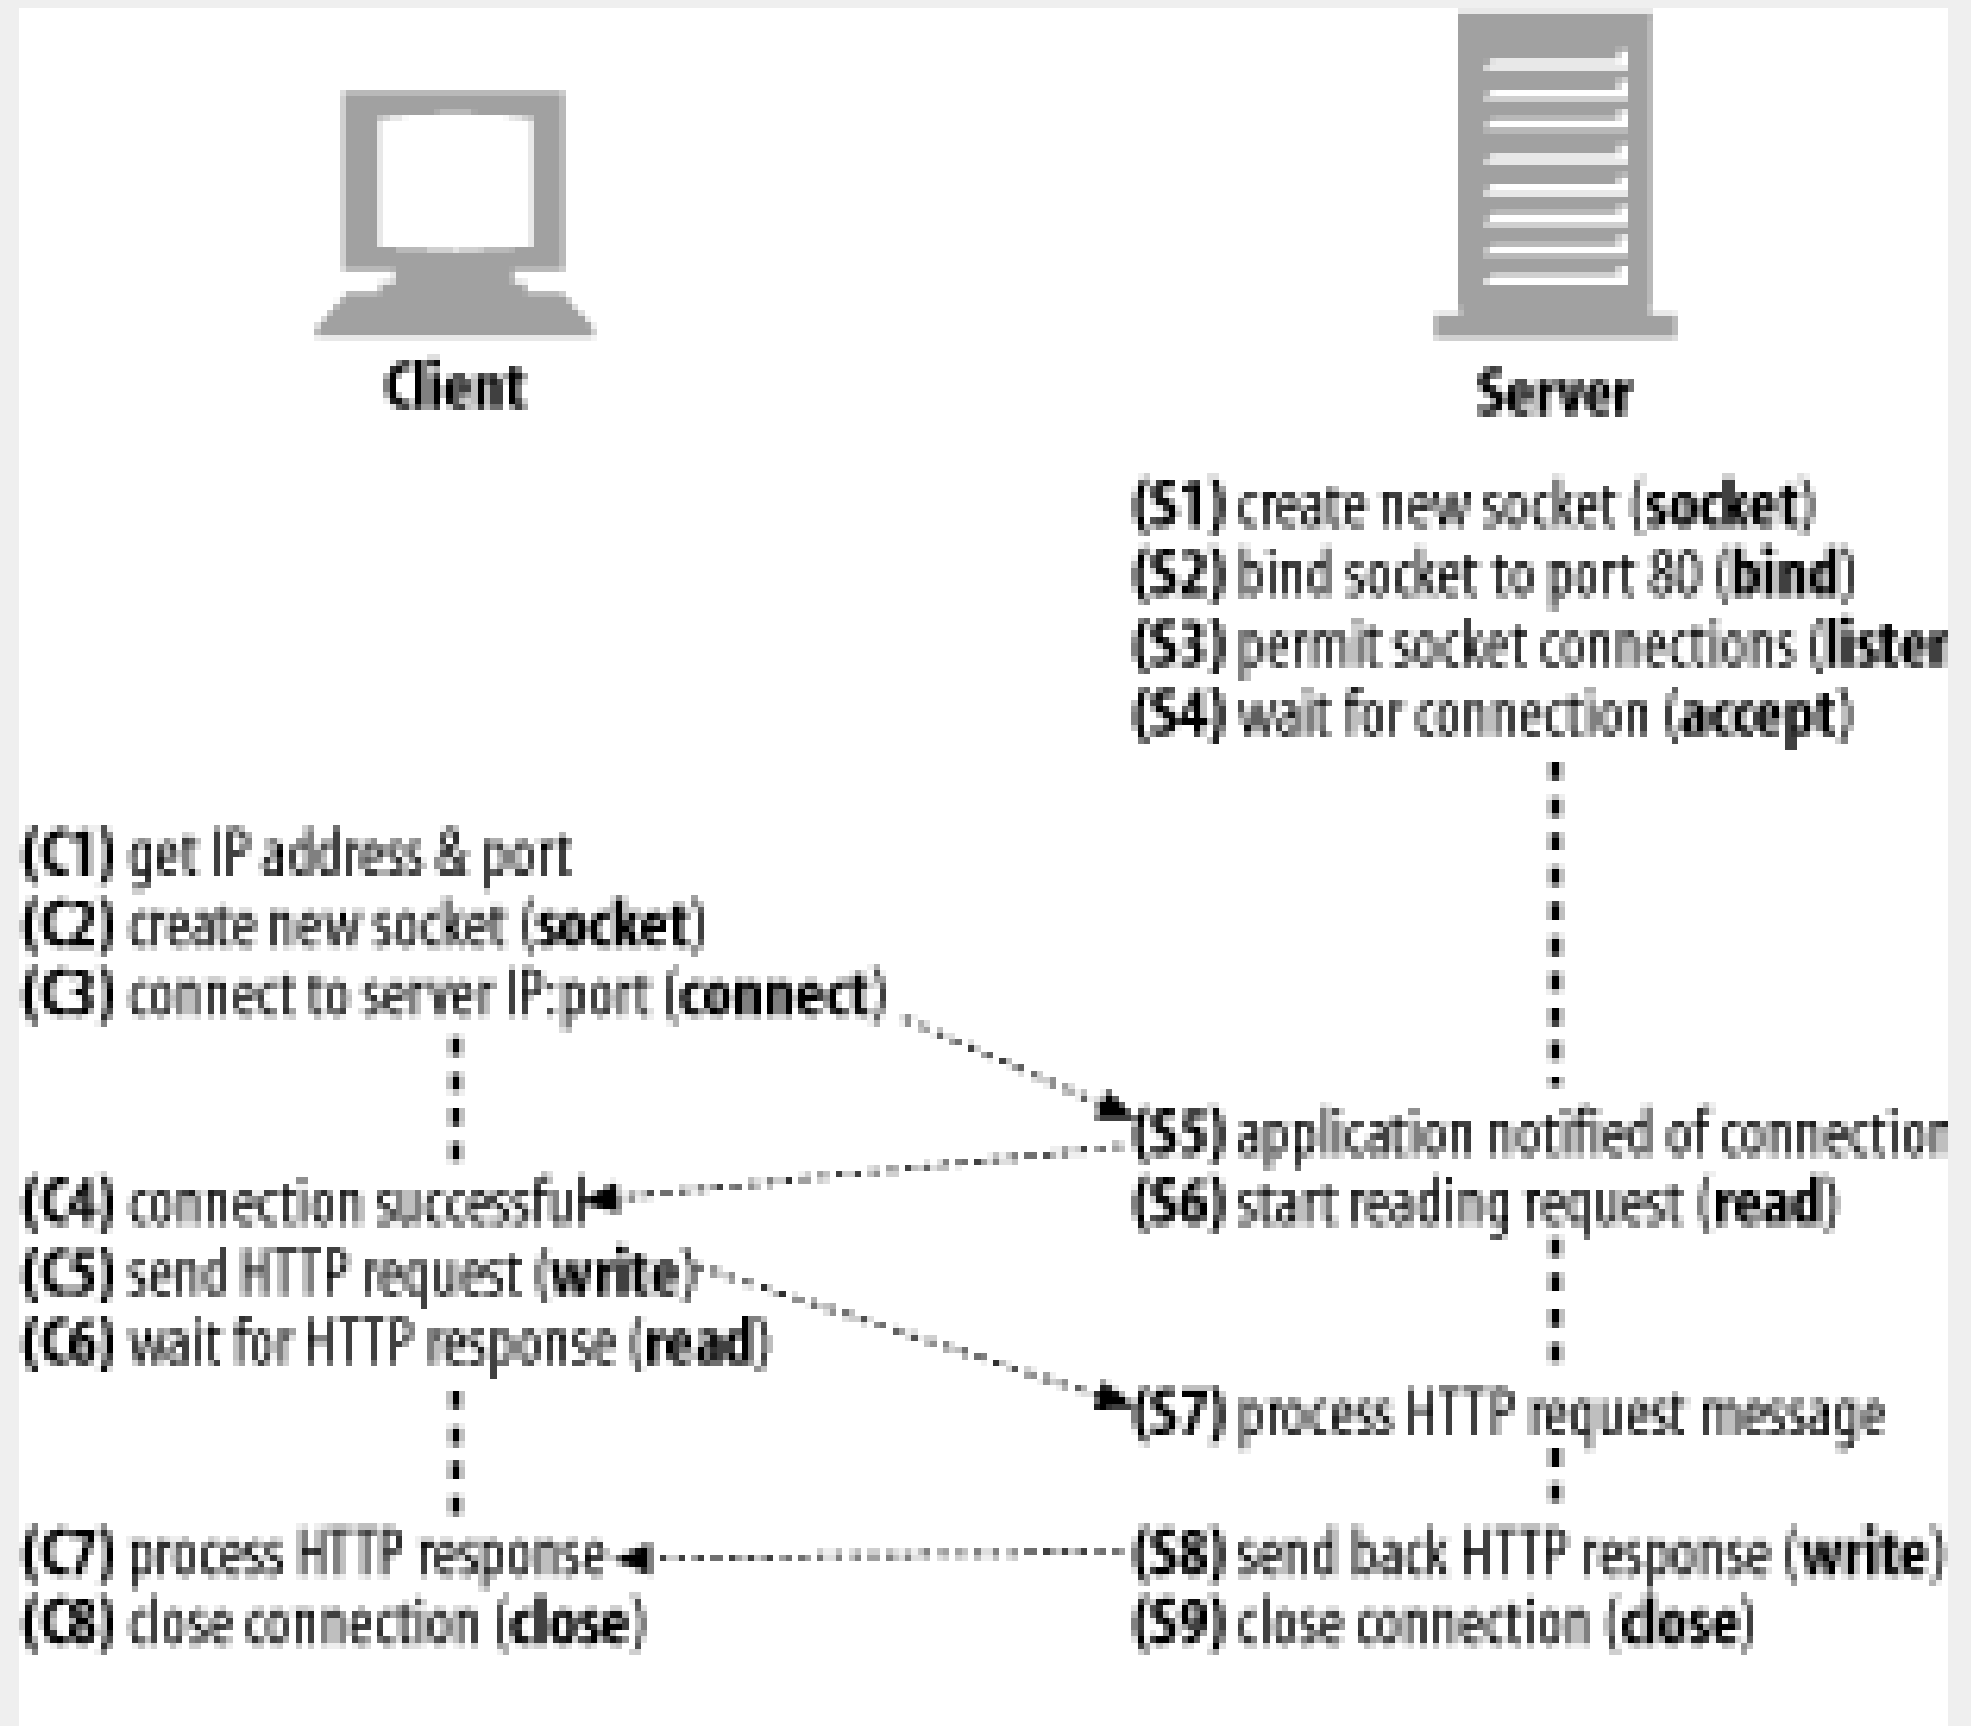 Client
Server
(S1) create new socket (socket)
(S2) bind socket to port 80 (bind)
(S3) permit socket connections (listen
(S4) wait for connection (accept)
(C1) get IP address & port
(C2) create new socket (socket)
(C3) connect to server IP:port (connect)
(S5) application notified of connection
(C4) connection successful
(S6) start reading request (read)
(C5) send HTTP request (write)
(C6) wait for HTTP response (read)
(S7) process HTTP request message
(C7) process HTTP response
(S8) send back HTTP response (write)
(C8) close connection (close)
(S9) close connection (close)